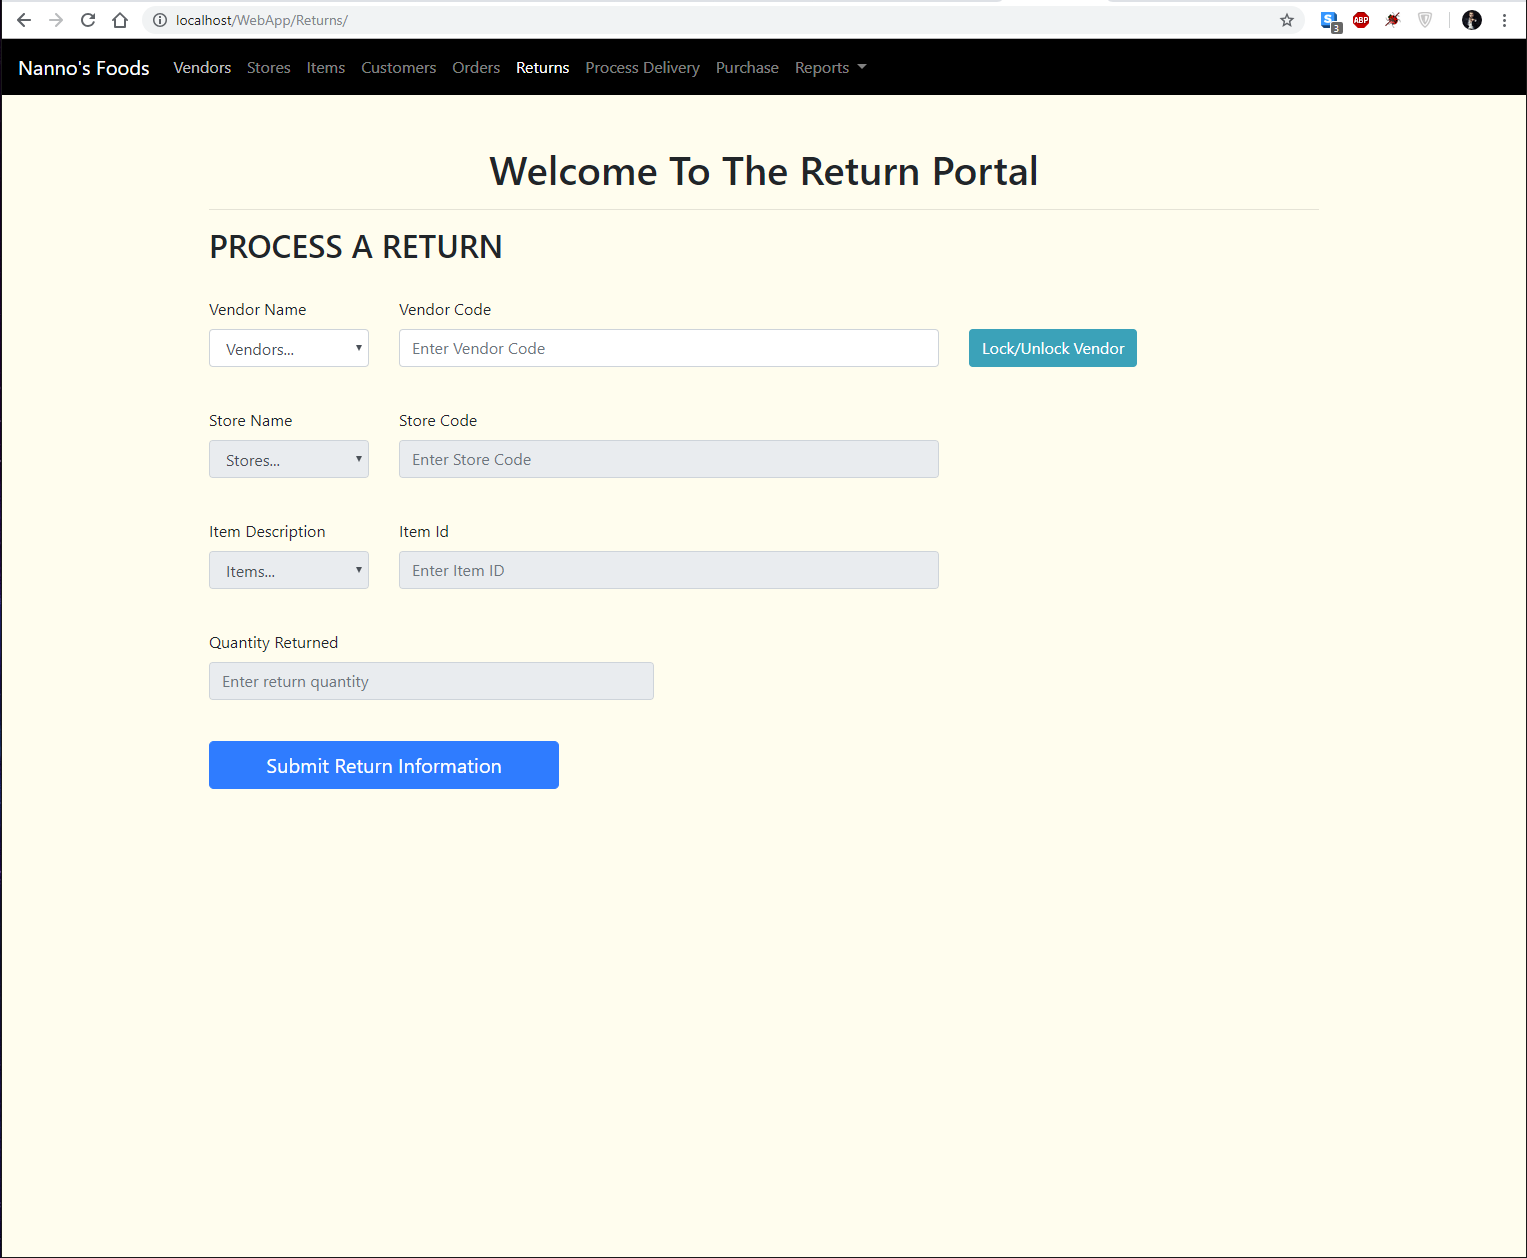 localhost/WebApp/Returns/
S 3 ABP
Nanno's Foods Vendors Stores Items Customers Orders Returns Process Delivery Purchase Reports
Welcome To The Return Portal
PROCESS A RETURN
Vendor Name Vendor Code
Vendors... Enter Vendor Code Lock/Unlock Vendor
Store Name Store Code
Stores... Enter Store Code
Item Description Item Id
Items... Enter Item ID
Quantity Returned
Enter return quantity
Submit Return Information